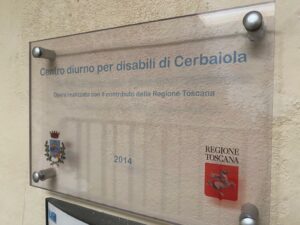 Centro diurno per disabili di Cerbaiola
Opera realizzata con il contributo della Regione Toscana
2014
REGIONE
TOSCANA